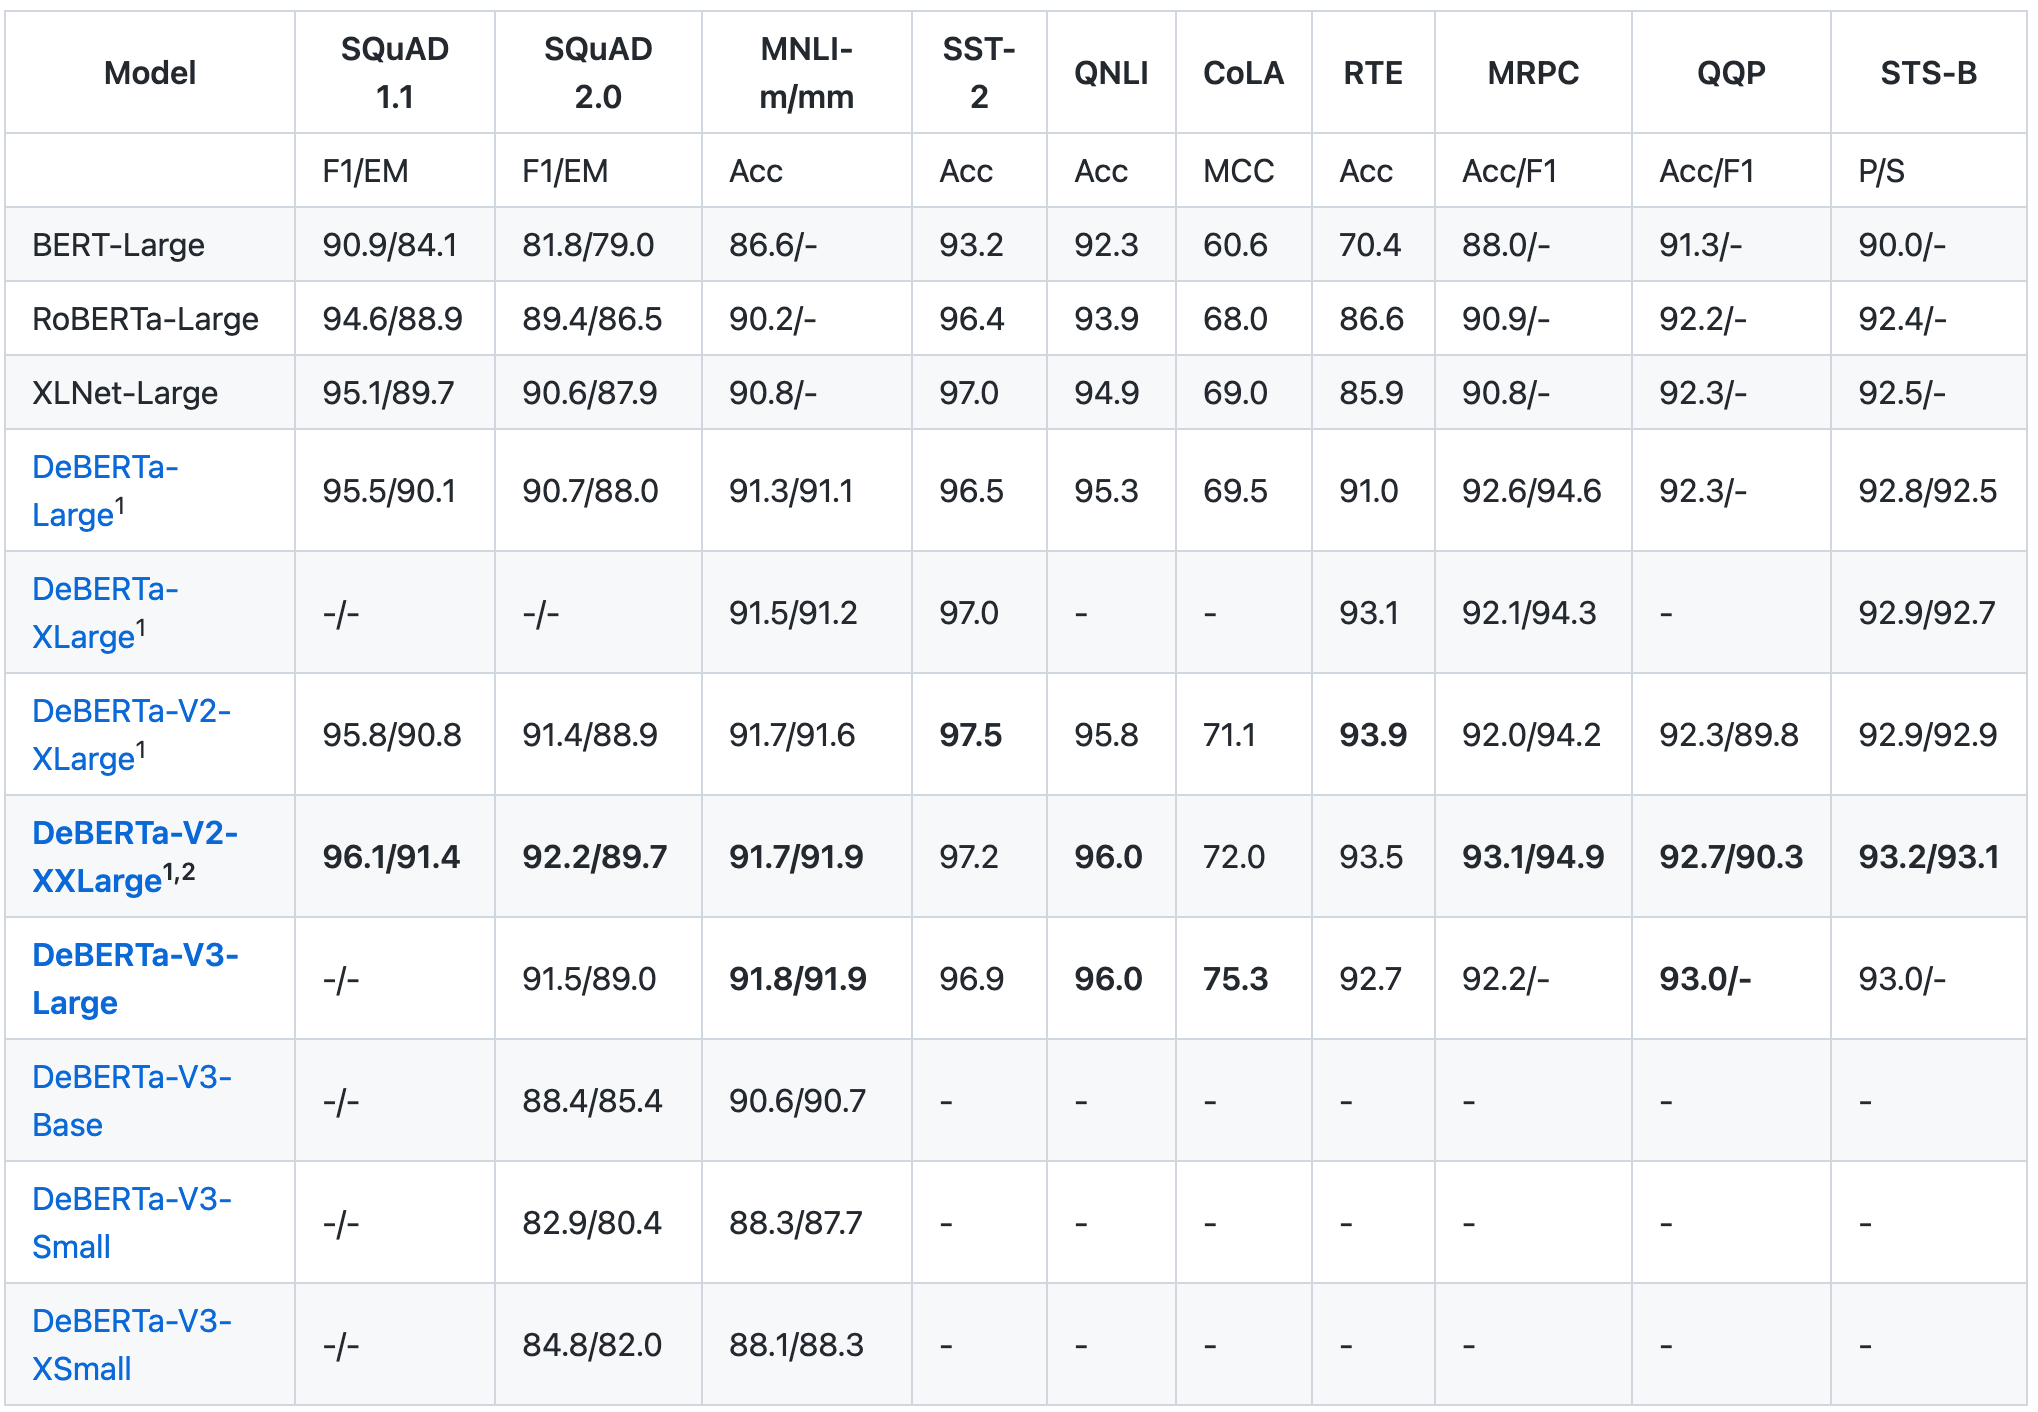 Model SQuAD 1.1 SQuAD 2.0 MNLI-m/mm SST-2 QNLI CoLA RTE MRPC QQP STS-B
F1/EM F1/EM Acc Acc Acc MCC Acc Acc/F1 Acc/F1 P/S
BERT-Large 90.9/84.1 81.8/79.0 86.6/- 93.2 92.3 60.6 70.4 88.0/- 91.3/- 90.0/-
RoBERTa-Large 94.6/88.9 89.4/86.5 90.2/- 96.4 93.9 68.0 86.6 90.9/- 92.2/- 92.4/-
XLNet-Large 95.1/89.7 90.6/87.9 90.8/- 97.0 94.9 69.0 85.9 90.8/- 92.3/- 92.5/-
DeBERTa-Large1 95.5/90.1 90.7/88.0 91.3/91.1 96.5 95.3 69.5 91.0 92.6/94.6 92.3/- 92.8/92.5
DeBERTa-XLarge1 -/- -/- 91.5/91.2 97.0 - - 93.1 92.1/94.3 - 92.9/92.7
DeBERTa-V2-XLarge1 95.8/90.8 91.4/88.9 91.7/91.6 97.5 95.8 71.1 93.9 92.0/94.2 92.3/89.8 92.9/92.9
DeBERTa-V2-XXLarge1,2 96.1/91.4 92.2/89.7 91.7/91.9 97.2 96.0 72.0 93.5 93.1/94.9 92.7/90.3 93.2/93.1
DeBERTa-V3-Large -/- 91.5/89.0 91.8/91.9 96.9 96.0 75.3 92.7 92.2/- 93.0/- 93.0/-
DeBERTa-V3-Base -/- 88.4/85.4 90.6/90.7 - - - - - - -
DeBERTa-V3-Small -/- 82.9/80.4 88.3/87.7 - - - - - - -
DeBERTa-V3-XSmall -/- 84.8/82.0 88.1/88.3 - - - - - - -